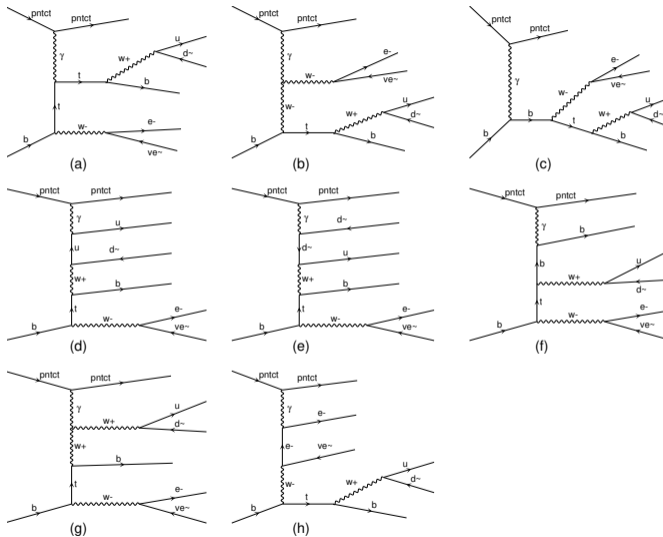 pntct pntct γ w+ u d~ t b t e- b w- ve~
(a)
pntct pntct γ e- w- ve~ w- u w+ d~ t b b
(b)
pntct pntct γ e- w- ve~ u w+ d~ b t b b
(c)
pntct pntct γ u u d~ w+ b t e- b w- ve~
(d)
pntct pntct γ d~ d~ u w+ b t e- b w- ve~
(e)
pntct pntct γ b b u w+ d~ t e- b w- ve~
(f)
pntct pntct γ u w+ d~ w+ b t e- b w- ve~
(g)
pntct pntct γ e- e- ve~ u w- w+ d~ t b b
(h)